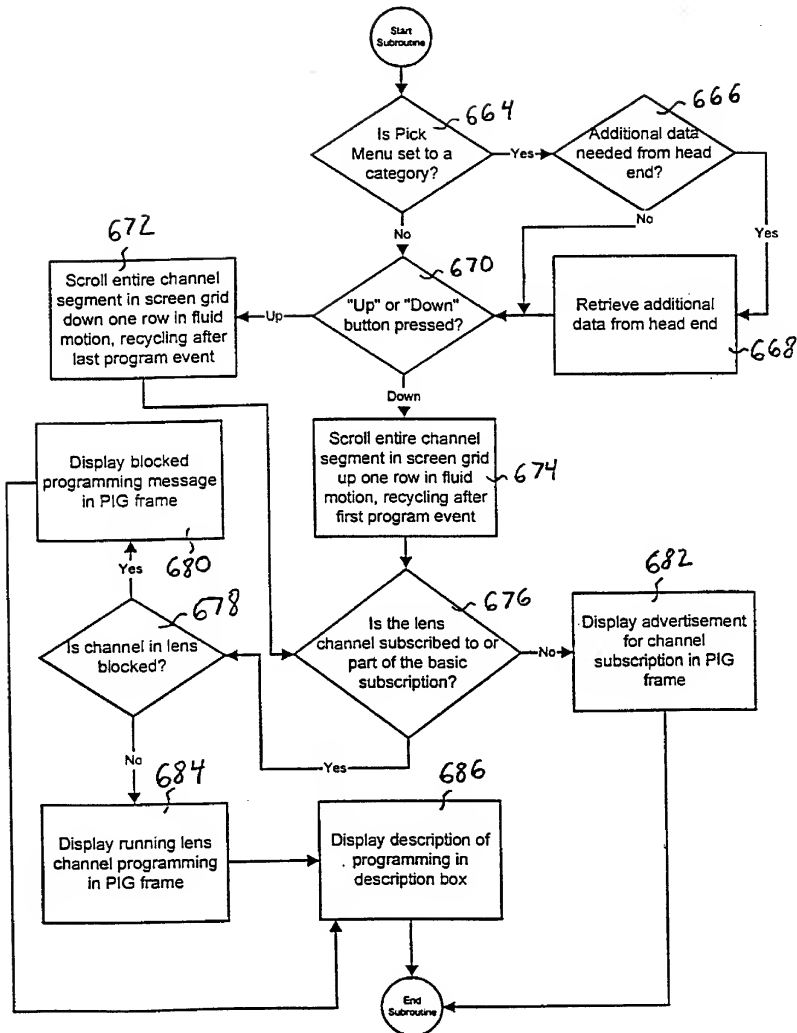 Start
Subroutine
664
Is Pick
Menu set to a
category?
Yes
666
Additional data
needed from head
end?
No
Yes
No
672
Scroll entire channel
segment in screen grid
down one row in fluid
motion, recycling after
last program event
Up
670
"Up" or "Down"
button pressed?
Retrieve additional
data from head end
668
Down
Scroll entire channel
segment in screen grid
up one row in fluid
motion, recycling after
first program event
674
Display blocked
programming message
in PIG frame
680
Yes
678
Is channel in lens
blocked?
676
Is the lens
channel subscribed to or
part of the basic
subscription?
No
682
Display advertisement
for channel
subscription in PIG
frame
Yes
No
684
Display running lens
channel programming
in PIG frame
686
Display description of
programming in
description box
End
Subroutine